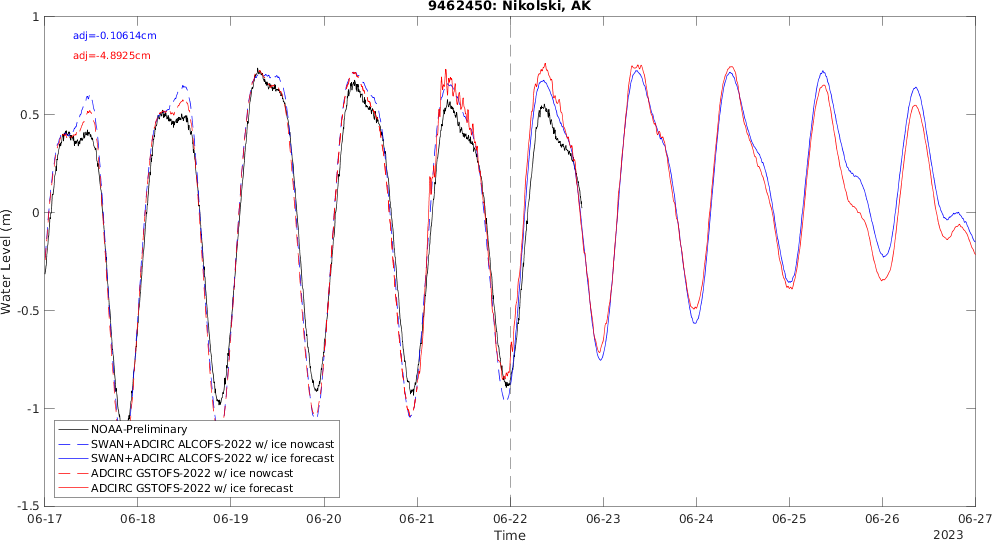 9462450: Nikolski, AK
adj=-0.10614cm
adj=-4.8925cm
1
0.5
0
-0.5
-1
-1.5
Water Level (m)
NOAA-Preliminary
SWAN+ADCIRC ALCOFS-2022 w/ ice nowcast
SWAN+ADCIRC ALCOFS-2022 w/ ice forecast
ADCIRC GSTOFS-2022 w/ ice nowcast
ADCIRC GSTOFS-2022 w/ ice forecast
06-17 06-18 06-19 06-20 06-21 06-22 06-23 06-24 06-25 06-26 06-27
Time
2023